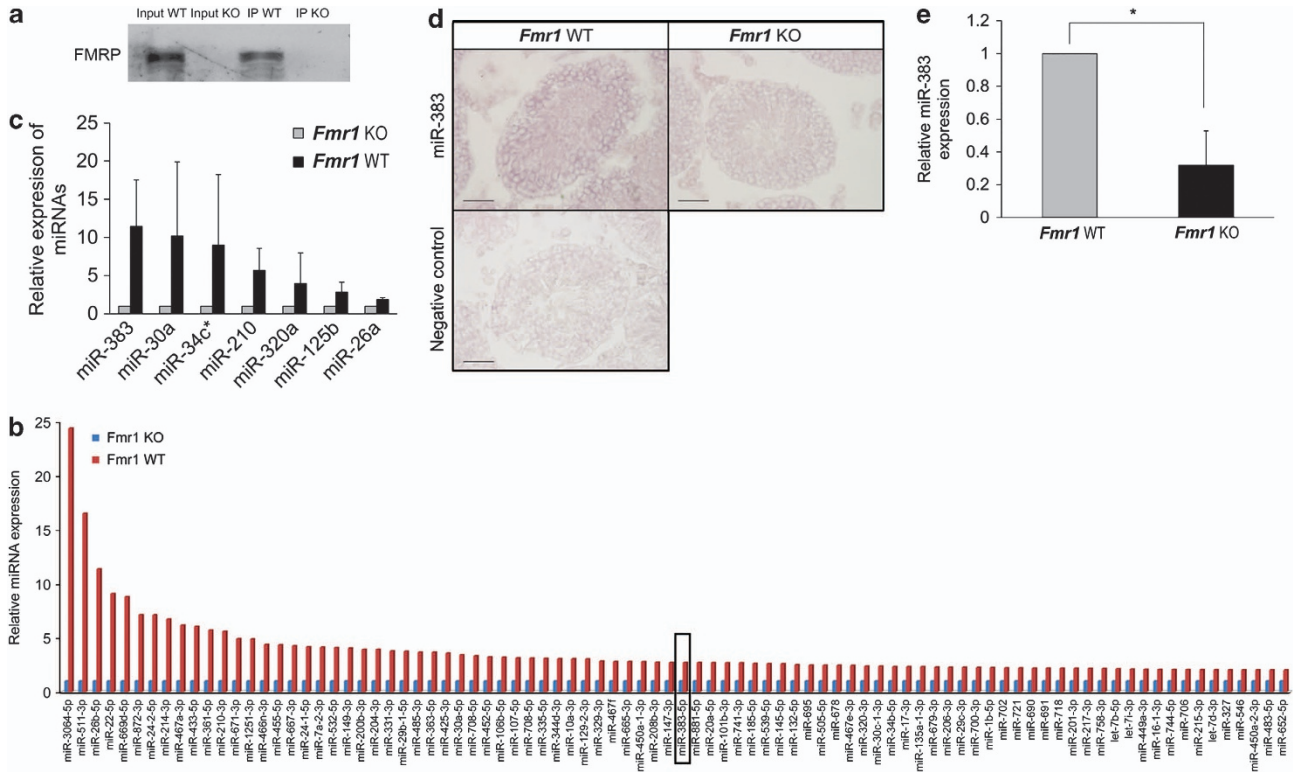 a
Input WT Input KO IP WT IP KO
FMRP
c
Relative expresison of
miRNAs
25
20
15
10
5
0
Fmr1 KO
Fmr1 WT
miR-383
miR-30a
miR-34c*
miR-210
miR-320a
miR-125b
miR-26a
d
Fmr1 WT
Fmr1 KO
miR-383
Negative control
e
Relative miR-383
expression
1.2
1
0.8
0.6
0.4
0.2
0
*
Fmr1 WT
Fmr1 KO
b
Relative miRNA expression
25
20
15
10
5
0
Fmr1 KO
Fmr1 WT
miR-3064-5p
miR-511-3p
miR-26b-5p
miR-22-5p
miR-669d-5p
miR-872-3p
miR-24-2-5p
miR-214-3p
miR-467a-3p
miR-433-5p
miR-361-5p
miR-210-3p
miR-671-3p
miR-1251-3p
miR-466n-3p
miR-455-5p
miR-667-3p
miR-24-1-5p
miR-7a-2-3p
miR-532-5p
miR-149-3p
miR-200b-3p
miR-204-3p
miR-331-3p
miR-29b-1-5p
miR-485-3p
miR-363-5p
miR-425-3p
miR-30a-5p
miR-708-5p
miR-452-5p
miR-106b-3p
miR-107-5p
miR-708-5p
miR-335-5p
miR-344d-3p
miR-10a-3p
miR-129-2-3p
miR-329-3p
miR-467f
miR-665-3p
miR-450a-1-3p
miR-208b-3p
miR-147-3p
miR-383-5p
miR-881-5p
miR-20a-5p
miR-101b-3p
miR-741-3p
miR-185-5p
miR-539-5p
miR-145-5p
miR-132-5p
miR-695
miR-505-5p
miR-678
miR-467e-3p
miR-320-3p
miR-30c-1-3p
miR-34b-5p
miR-17-3p
miR-135a-1-3p
miR-679-3p
miR-206-3p
miR-29c-3p
miR-700-3p
miR-1b-5p
miR-702
miR-721
miR-690
miR-691
miR-718
miR-201-3p
miR-217-3p
miR-758-3p
let-7b-5p
let-7i-3p
miR-449a-3p
miR-16-1-3p
miR-744-5p
miR-706
miR-215-3p
let-7d-3p
miR-327
miR-546
miR-450a-2-3p
miR-483-5p
miR-652-5p